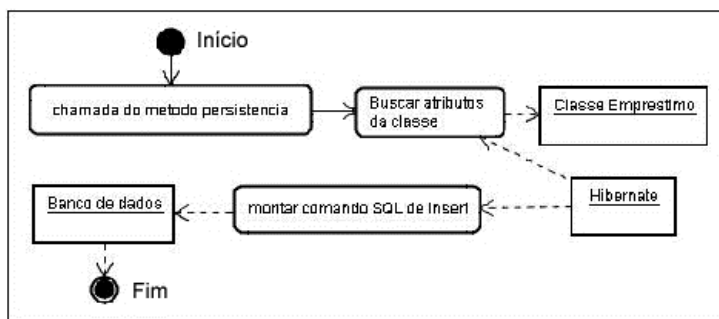 Início
chamada do metodo persistencia
Buscar atributos
da classe
Classe Emprestimo
Banco de dados
montar comando SQL de Insert
Hibernate
Fim